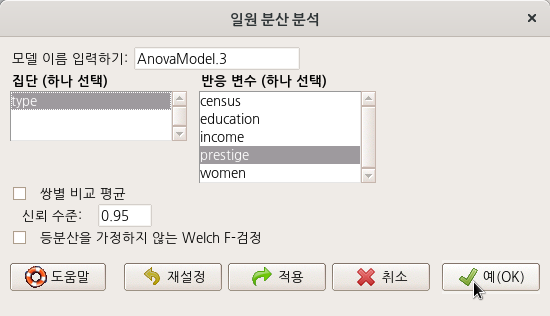 일원 분산 분석
모델 이름 입력하기: AnovaModel.3
집단 (하나 선택) 반응 변수 (하나 선택)
type
census
education
income
prestige
women
쌍별 비교 평균
신뢰 수준: 0.95
등분산을 가정하지 않는 Welch F-검정
도움말 재설정 적용 취소 예(OK)